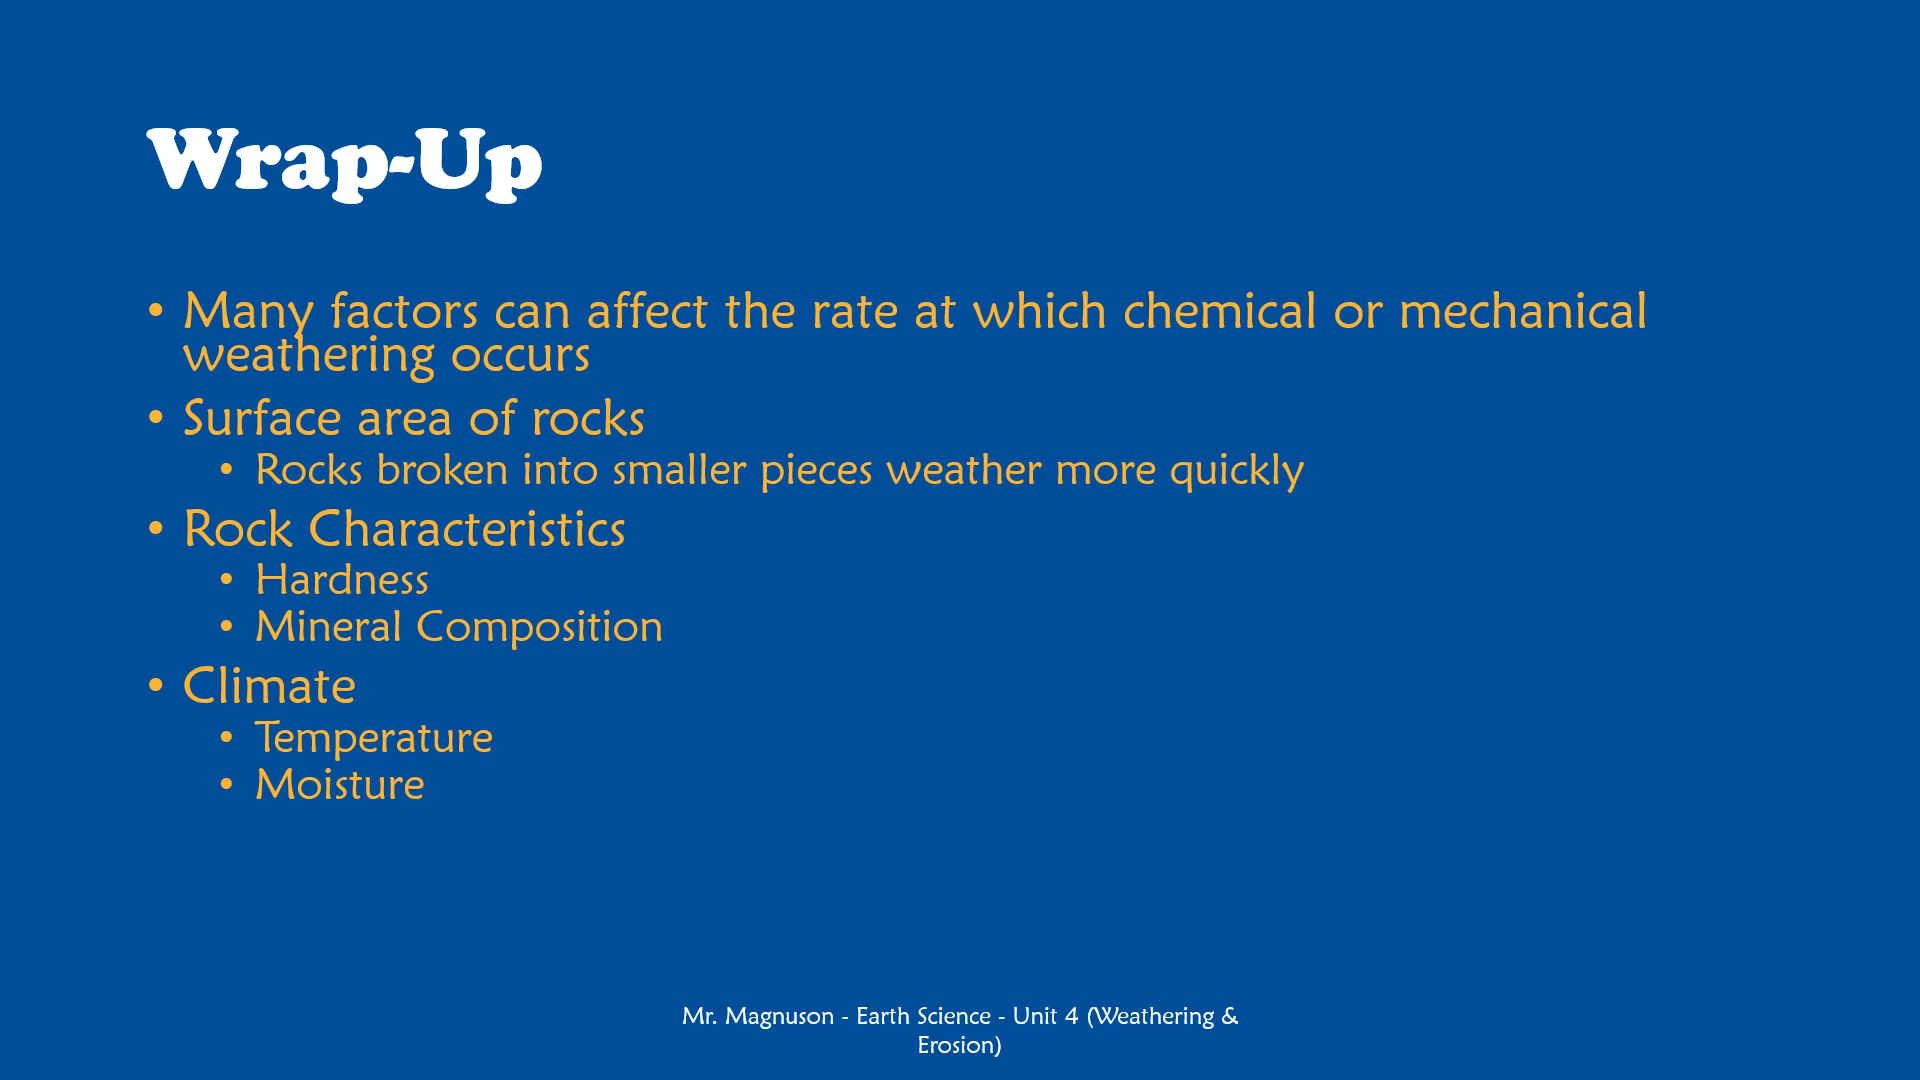 Wrap-Up
• Many factors can affect the rate at which chemical or mechanical
weathering occurs
• Surface area of rocks
• Rocks broken into smaller pieces weather more quickly
• Rock Characteristics
• Hardness
• Mineral Composition
• Climate
• Temperature
• Moisture
Mr. Magnuson - Earth Science - Unit 4 (Weathering &
Erosion)